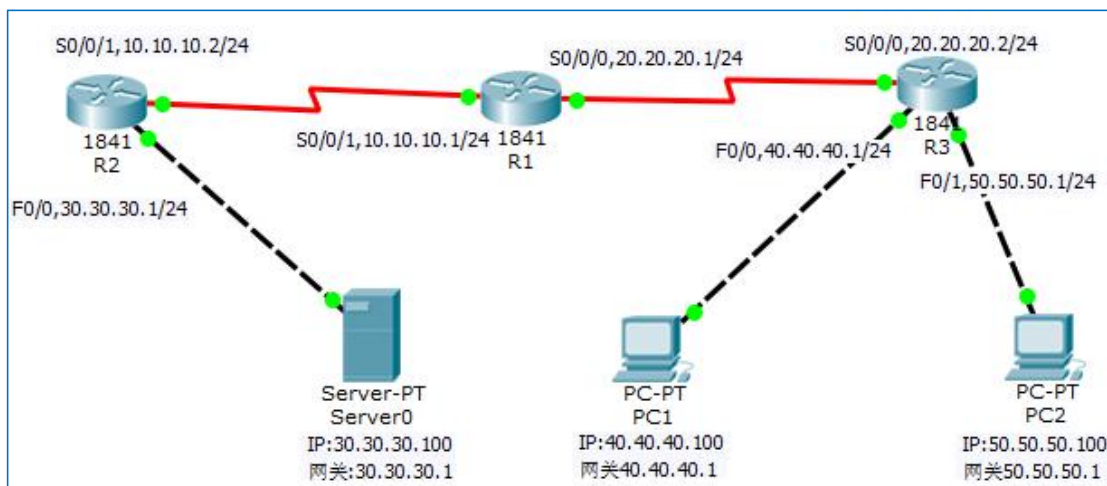 S0/0/1,10.10.10.2/24
S0/0/0,20.20.20.1/24
S0/0/0,20.20.20.2/24
1841
R2
S0/0/1,10.10.10.1/24
1841
R1
1841
R3
F0/0,40.40.40.1/24
F0/1,50.50.50.1/24
F0/0,30.30.30.1/24
Server-PT
Server0
IP:30.30.30.100
网关:30.30.30.1
PC-PT
PC1
IP:40.40.40.100
网关40.40.40.1
PC-PT
PC2
IP:50.50.50.100
网关50.50.50.1